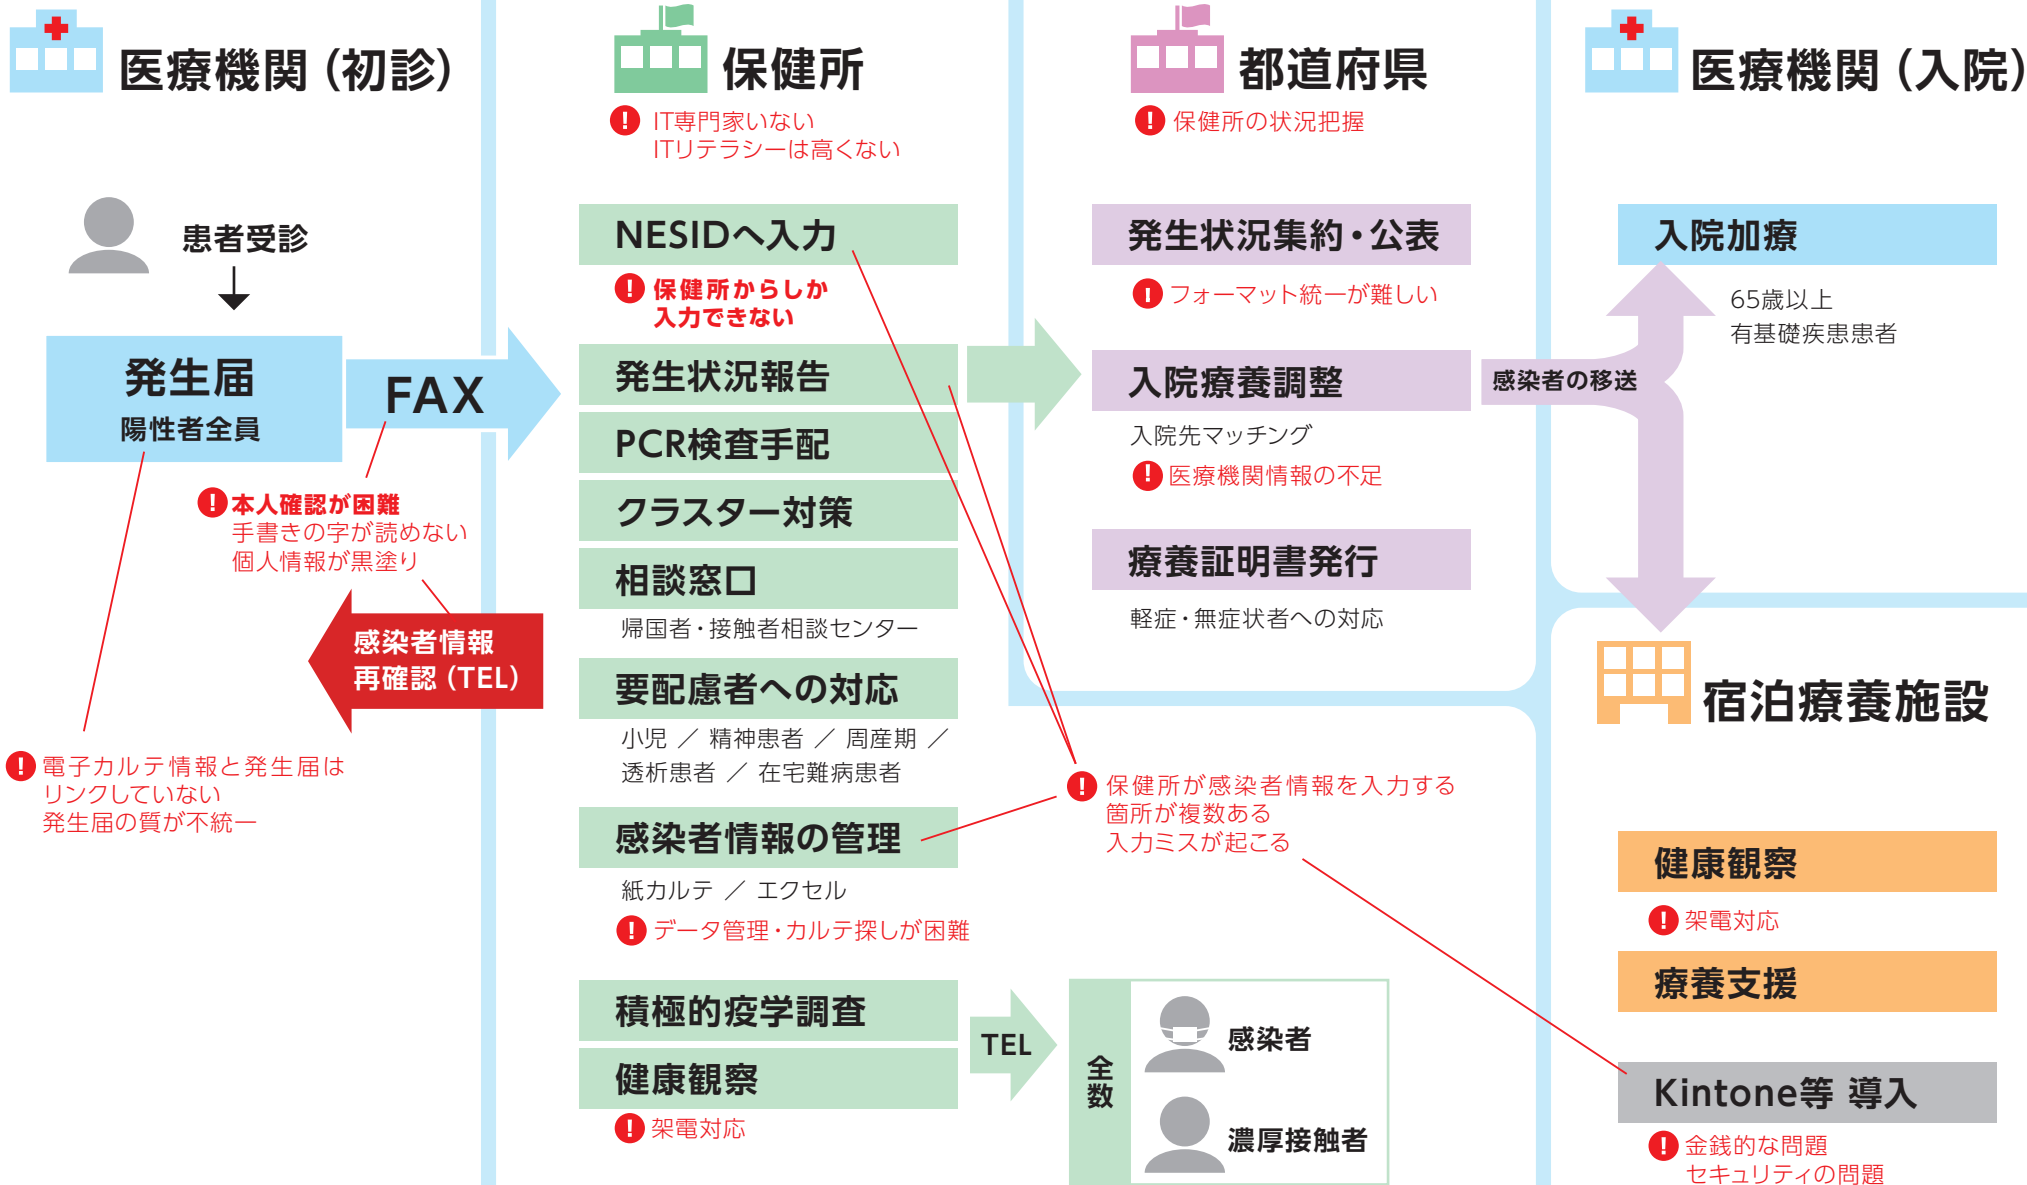 医療機関（初診）
患者受診
発生届
陽性者全員
FAX
本人確認が困難
手書きの字が読めない
個人情報が黒塗り
感染者情報
再確認（TEL）
電子カルテ情報と発生届は
リンクしていない
発生届の質が不統一
保健所
IT専門家いない
ITリテラシーは高くない
NESIDへ入力
保健所からしか
入力できない
発生状況報告
PCR検査手配
クラスター対策
相談窓口
帰国者・接触者相談センター
要配慮者への対応
小児 ／ 精神患者 ／ 周産期 ／
透析患者 ／ 在宅難病患者
感染者情報の管理
紙カルテ ／ エクセル
データ管理・カルテ探しが困難
積極的疫学調査
健康観察
架電対応
TEL
全数
感染者
濃厚接触者
保健所が感染者情報を入力する
箇所が複数ある
入力ミスが起こる
都道府県
保健所の状況把握
発生状況集約・公表
フォーマット統一が難しい
入院療養調整
入院先マッチング
医療機関情報の不足
療養証明書発行
軽症・無症状者への対応
感染者の移送
医療機関（入院）
入院加療
65歳以上
有基礎疾患患者
宿泊療養施設
健康観察
架電対応
療養支援
Kintone等 導入
金銭的な問題
セキュリティの問題